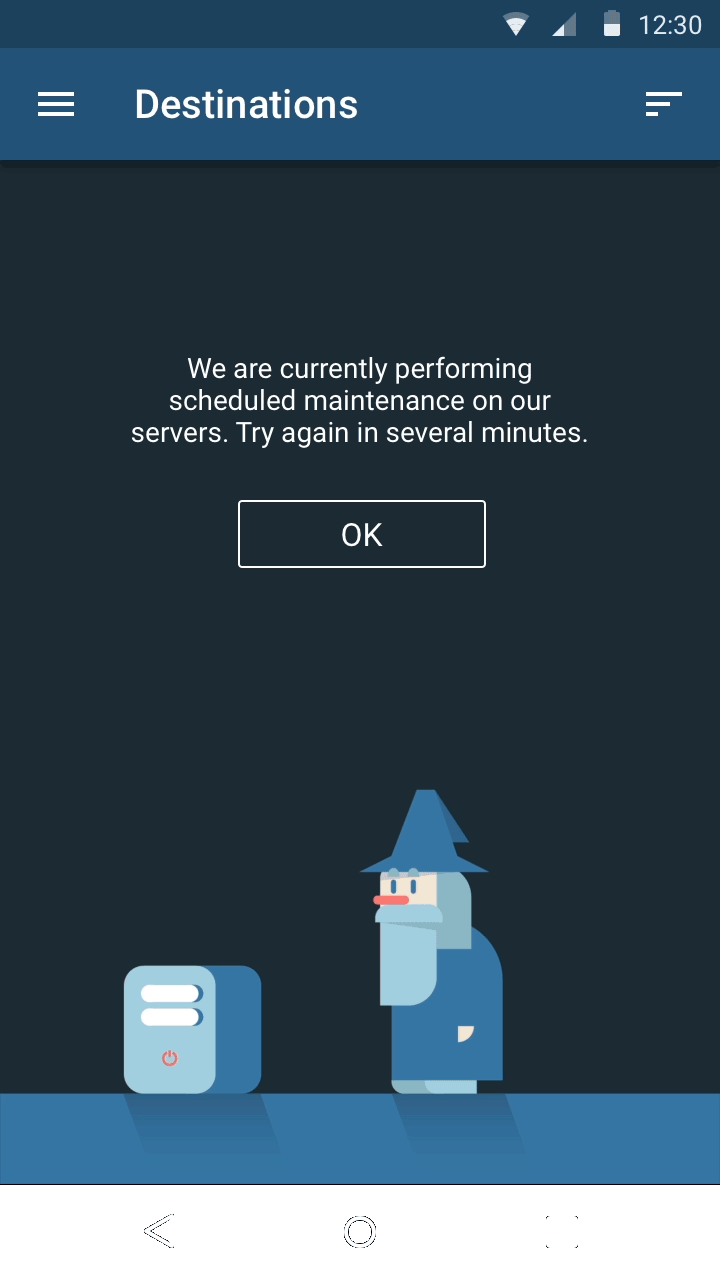 12:30
Destinations
We are currently performing
scheduled maintenance on our
servers. Try again in several minutes.
OK